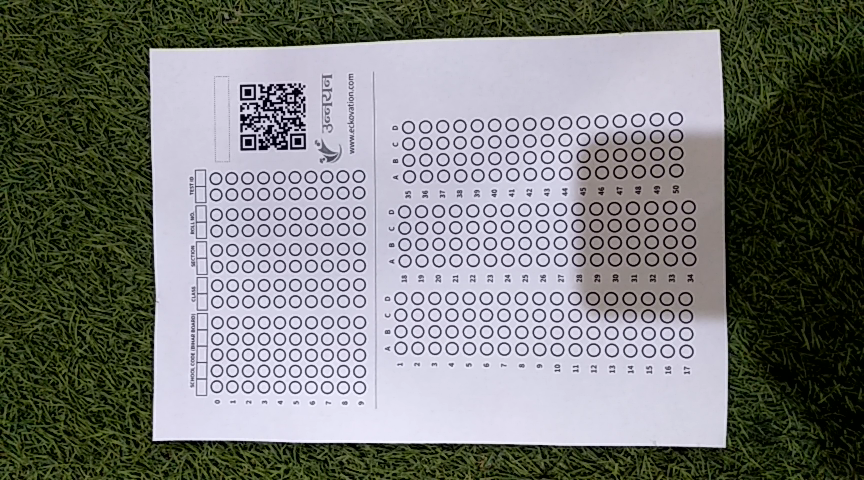 SCHOOL CODE (BIHAR BOARD) CLASS SECTION ROLL NO. TEST ID
0
1
2
3
4
5
6
7
8
9
उन्नयन
www.eckovation.com
A B C D A B C D A B C D
1 18 35
2 19 36
3 20 37
4 21 38
5 22 39
6 23 40
7 24 41
8 25 42
9 26 43
10 27 44
11 28 45
12 29 46
13 30 47
14 31 48
15 32 49
16 33 50
17 34